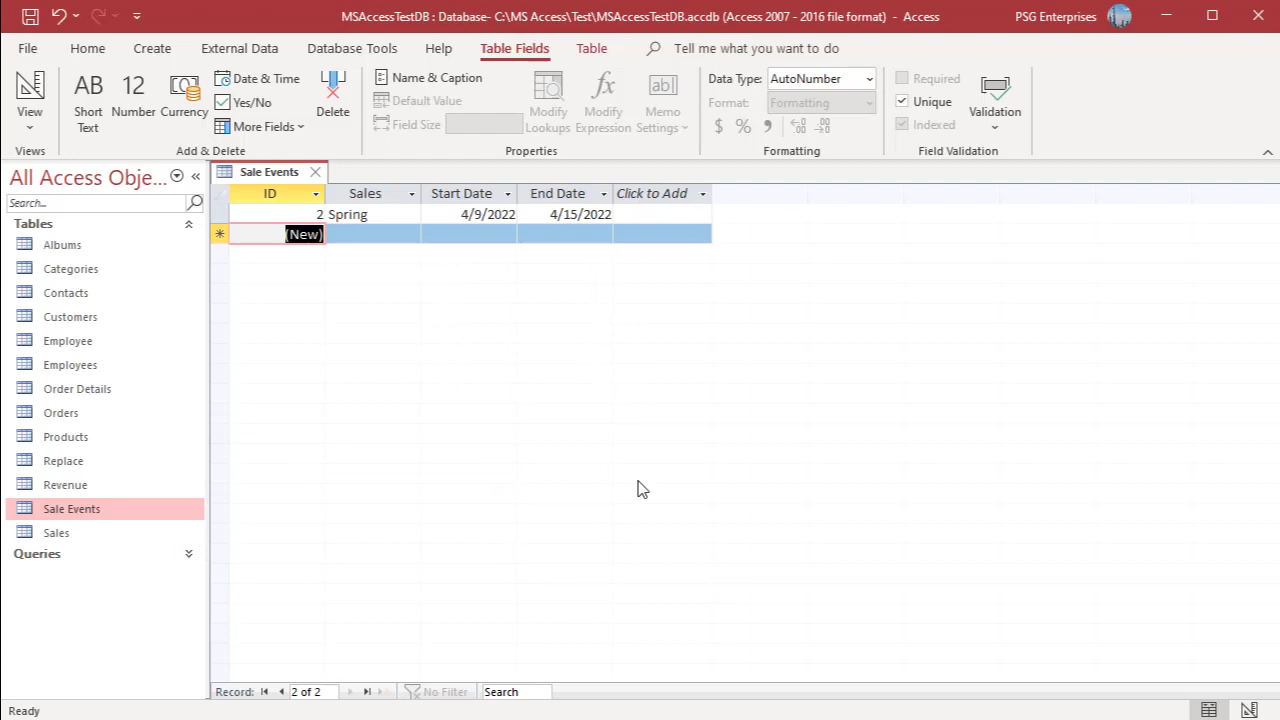 MSAccessTestDB : Database- C:\MS Access\Test\MSAccessTestDB.accdb (Access 2007 - 2016 file format) - Access
PSG Enterprises
File
Home
Create
External Data
Database Tools
Help
Table Fields
Table
Tell me what you want to do
View
Views
AB
Short
Text
12
Number
Currency
Date & Time
Yes/No
More Fields
Delete
Add & Delete
Name & Caption
Default Value
Field Size
Modify
Lookups
fx
Modify
Expression
ab
Memo
Settings
Properties
Data Type:
AutoNumber
Format:
Formatting
$ % ,
.00
.00
Formatting
Required
Unique
Indexed
Validation
Field Validation
All Access Obje...
Search...
Tables
Albums
Categories
Contacts
Customers
Employee
Employees
Order Details
Orders
Products
Replace
Revenue
Sale Events
Sales
Queries
Sale Events
ID Sales Start Date End Date Click to Add
2 Spring 4/9/2022 4/15/2022
(New)
Record:
2 of 2
No Filter
Search
Ready